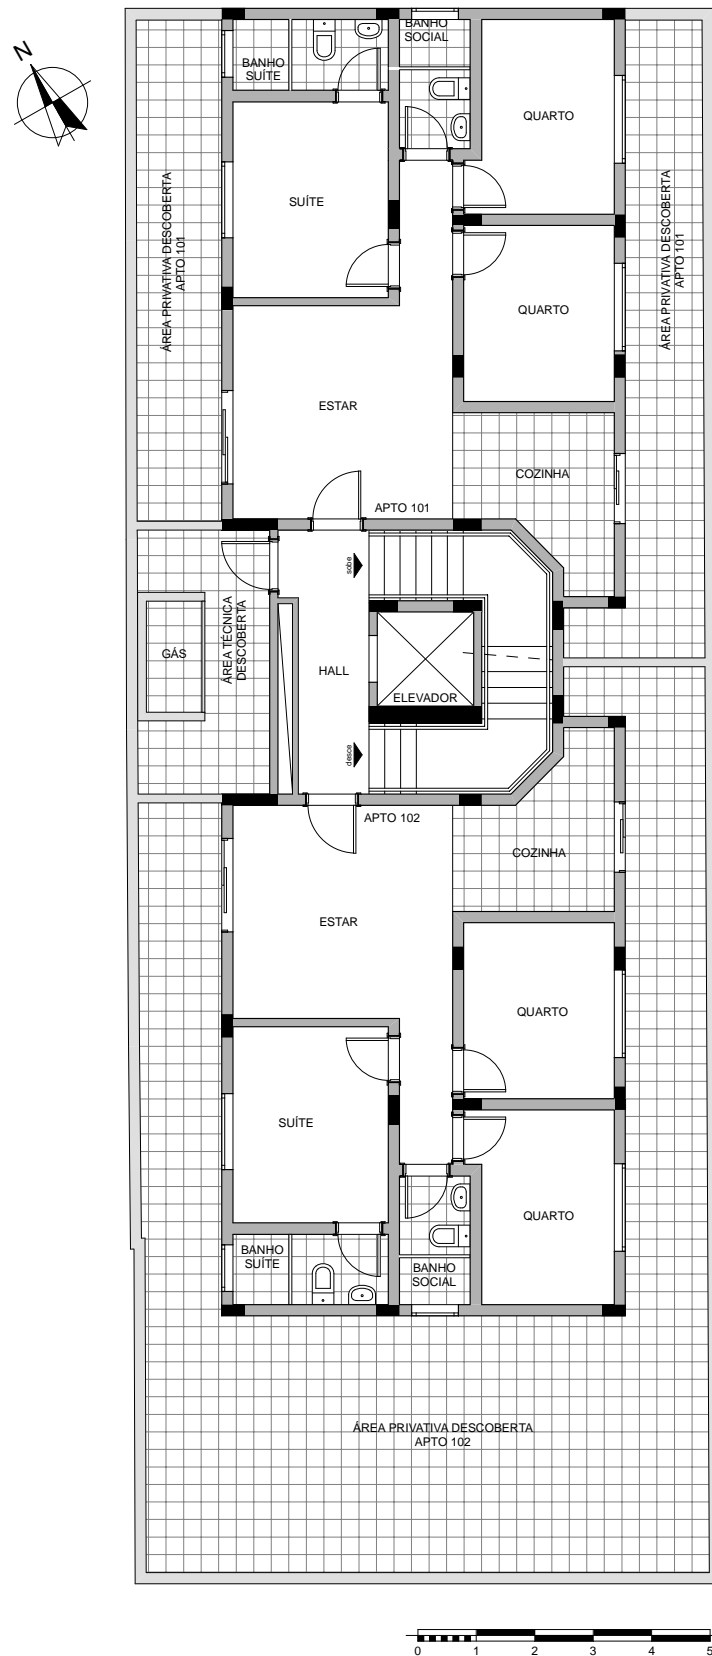 BANHO
SOCIAL
N
BANHO
SUÍTE
QUARTO
SUÍTE
ÁREA PRIVATIVA DESCOBERTA
APTO 101
ÁREA PRIVATIVA DESCOBERTA
APTO 101
QUARTO
ESTAR
COZINHA
APTO 101
sobe
ÁREA TÉCNICA
DESCOBERTA
GÁS
HALL
ELEVADOR
desce
APTO 102
COZINHA
ESTAR
QUARTO
SUÍTE
QUARTO
BANHO
SUÍTE
BANHO
SOCIAL
ÁREA PRIVATIVA DESCOBERTA
APTO 102
0 1 2 3 4 5